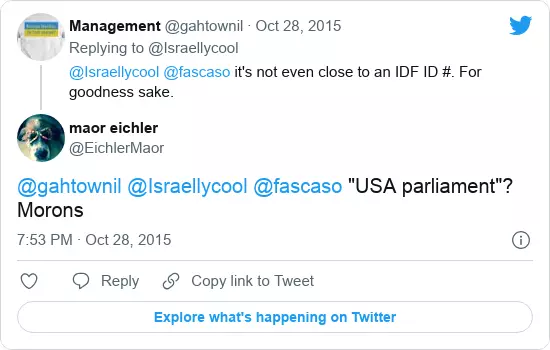 Management @gahtownil · Oct 28, 2015
Replying to @Israellycool
@Israellycool @fascaso it's not even close to an IDF ID #. For
goodness sake.
maor eichler
@EichlerMaor
@gahtownil @Israellycool @fascaso "USA parliament"?
Morons
7:53 PM · Oct 28, 2015
Reply
Copy link to Tweet
Explore what's happening on Twitter